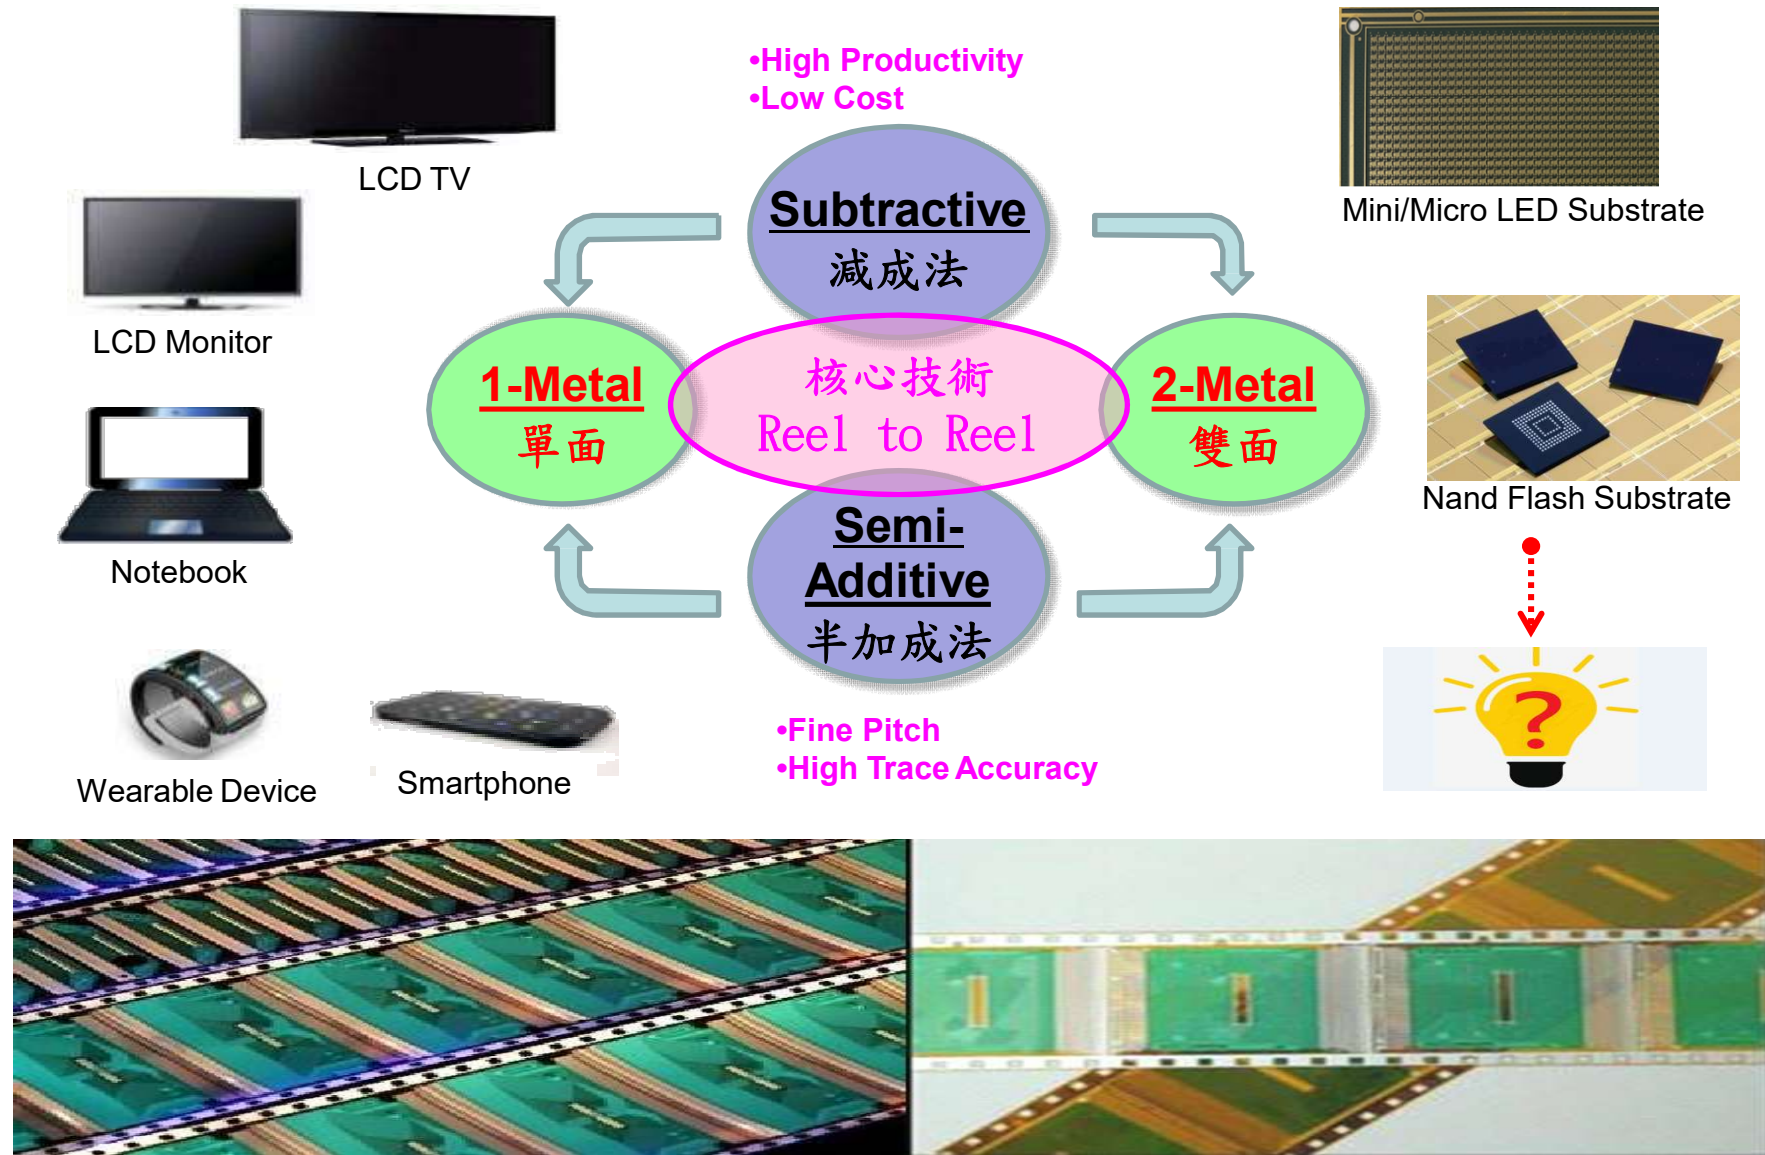 •High Productivity
•Low Cost
LCD TV
Subtractive
減成法
Mini/Micro LED Substrate
LCD Monitor
1-Metal
單面
核心技術
Reel to Reel
2-Metal
雙面
Nand Flash Substrate
Notebook
Semi-
Additive
半加成法
?
•Fine Pitch
•High Trace Accuracy
Wearable Device
Smartphone